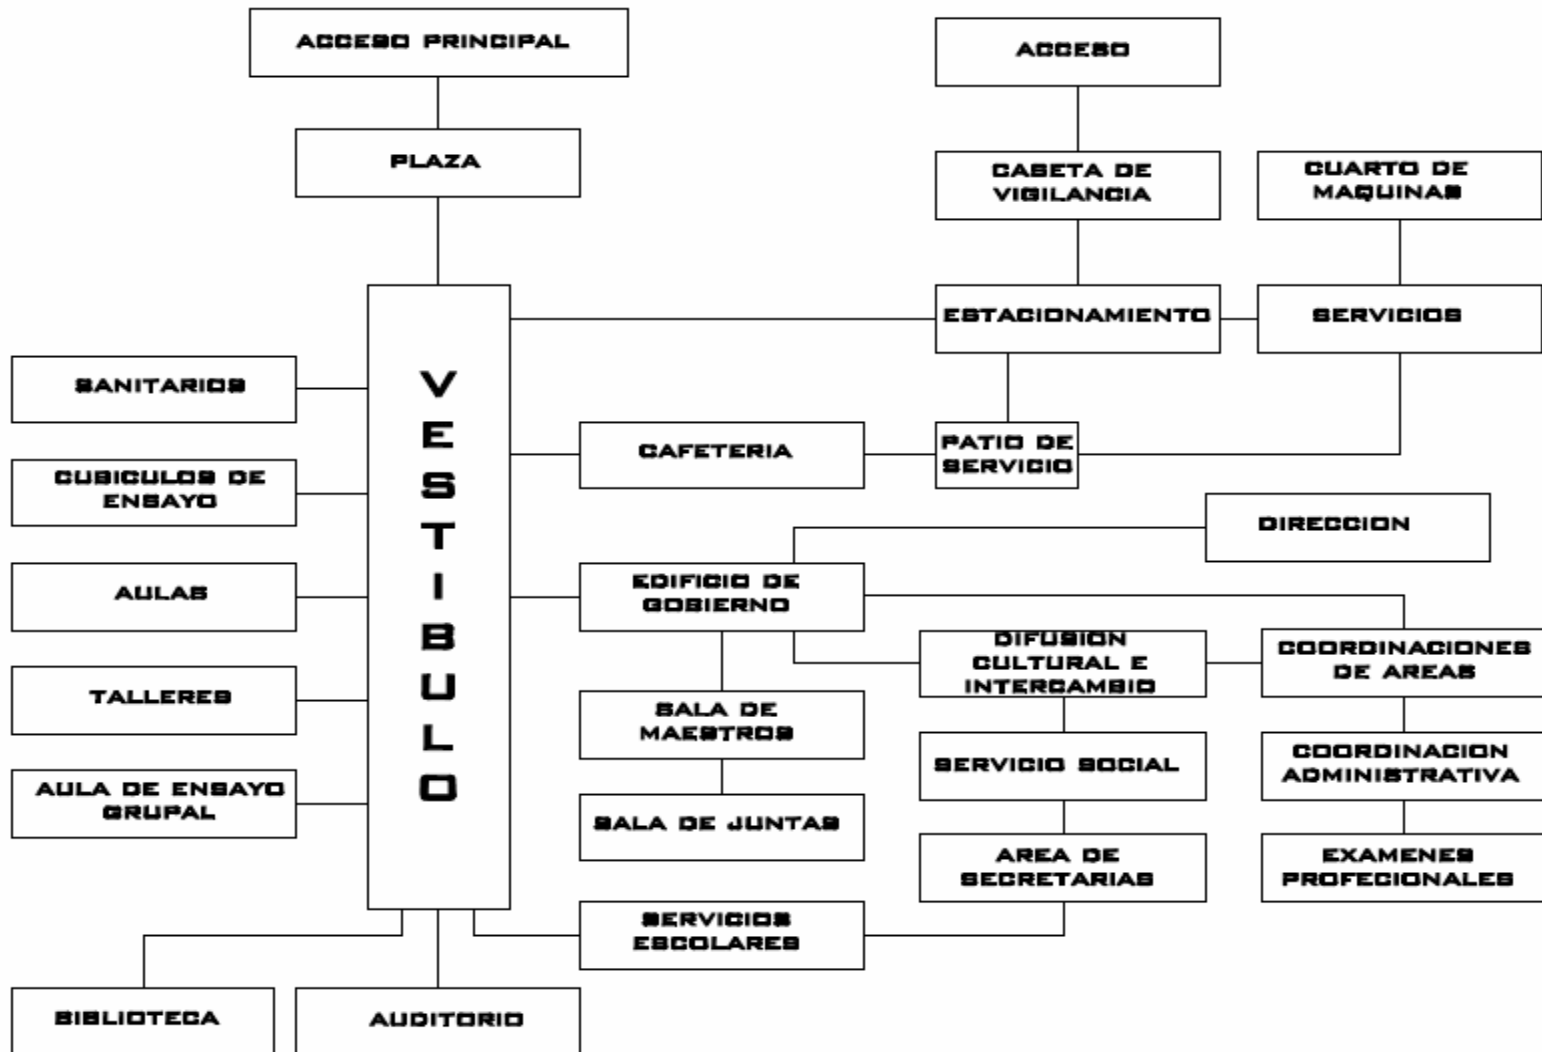 ACCESO PRINCIPAL
ACCESO
PLAZA
CASETA DE
VIGILANCIA
CUARTO DE
MAQUINAS
ESTACIONAMIENTO
SERVICIOS
VESTIBULO
SANITARIOS
CAFETERIA
PATIO DE
SERVICIO
CUBICULOS DE
ENSAYO
DIRECCION
AULAS
EDIFICIO DE
GOBIERNO
DIFUSION
CULTURAL E
INTERCAMBIO
COORDINACIONES
DE AREAS
TALLERES
SALA DE
MAESTROS
SERVICIO SOCIAL
COORDINACION
ADMINISTRATIVA
AULA DE ENSAYO
GRUPAL
SALA DE JUNTAS
AREA DE
SECRETARIAS
EXAMENES
PROFECIONALES
SERVICIOS
ESCOLARES
BIBLIOTECA
AUDITORIO